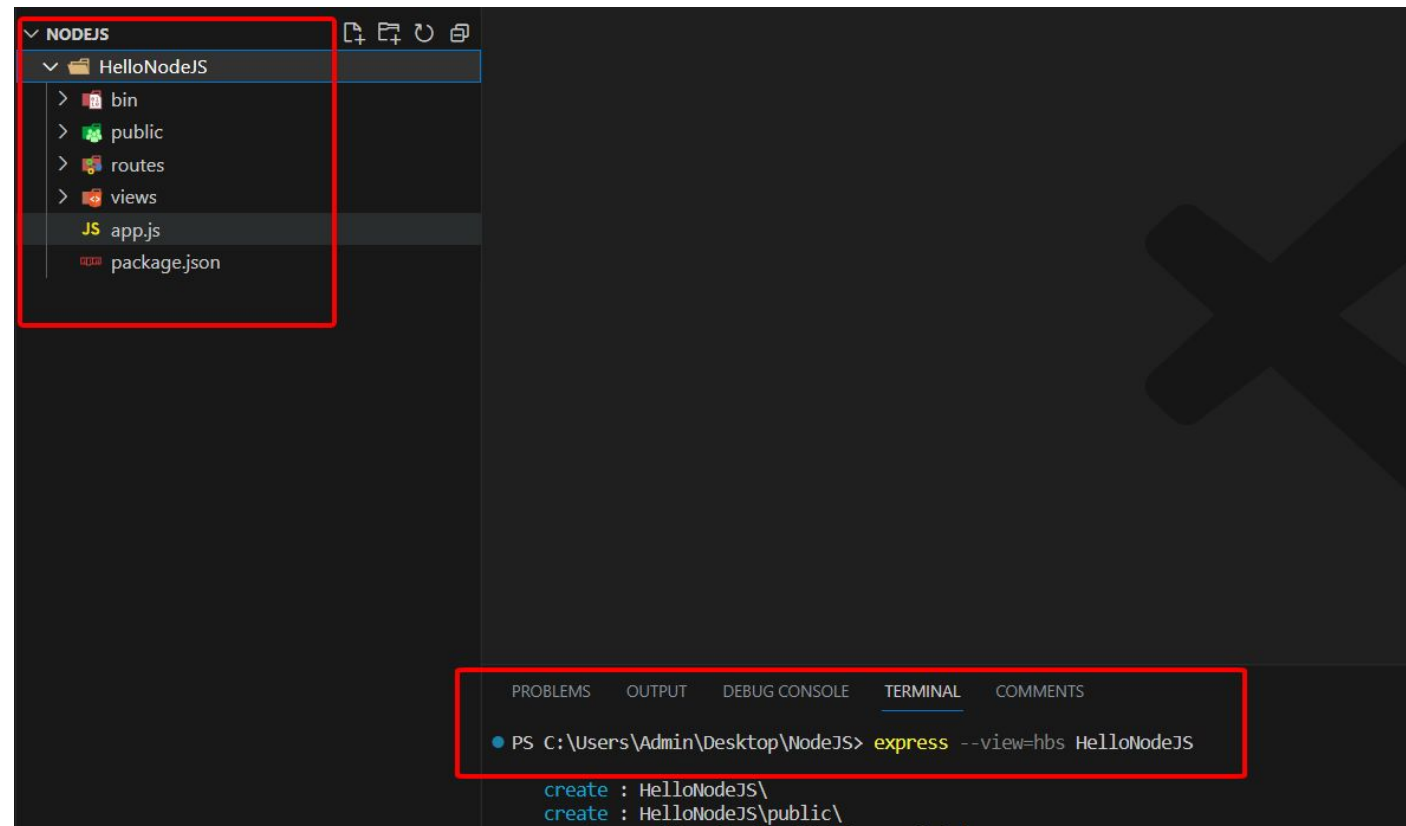 NODEJS
HelloNodeJS
bin
public
routes
views
JS app.js
package.json
PROBLEMS OUTPUT DEBUG CONSOLE TERMINAL COMMENTS
PS C:\Users\Admin\Desktop\NodeJS> express --view=hbs HelloNodeJS
create : HelloNodeJS\
create : HelloNodeJS\public\